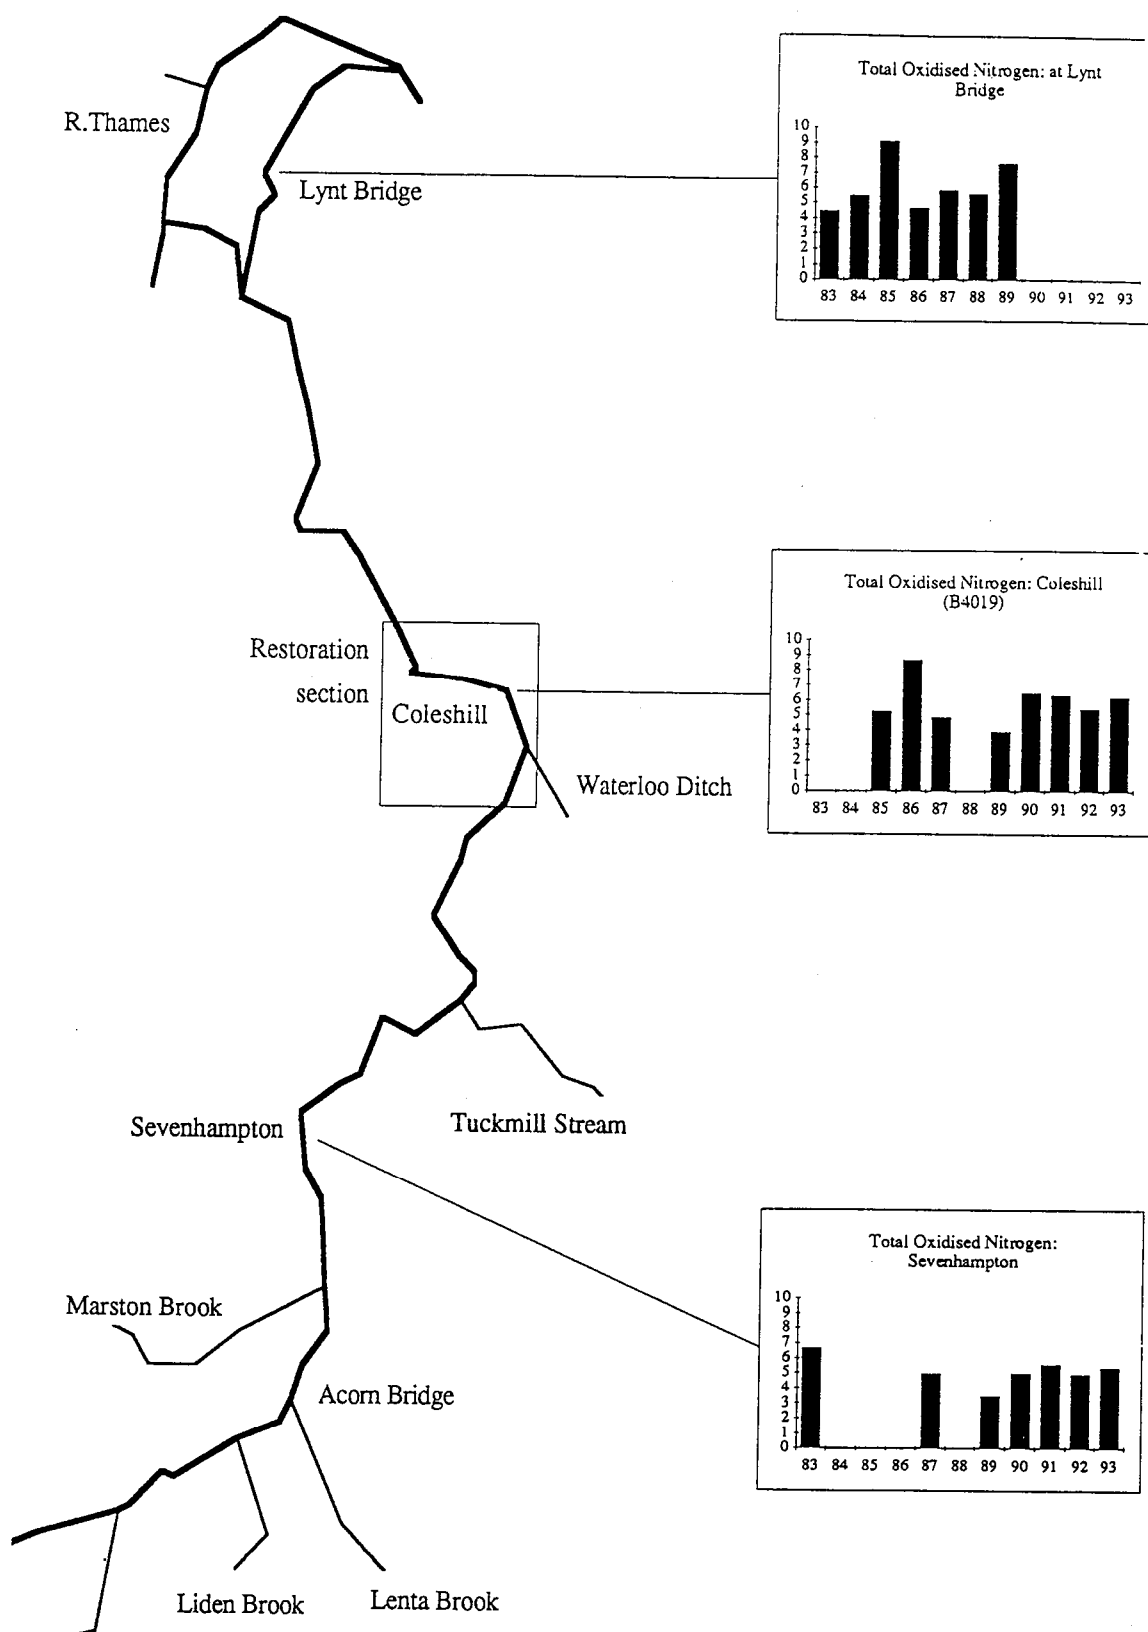 R.Thames
Lynt Bridge
Total Oxidised Nitrogen: at Lynt
Bridge
10
9
8
7
6
5
4
3
2
1
0
83 84 85 86 87 88 89 90 91 92 93
Restoration
section
Coleshill
Waterloo Ditch
Total Oxidised Nitrogen: Coleshill
(B4019)
10
9
8
7
6
5
4
3
2
1
0
83 84 85 86 87 88 89 90 91 92 93
Sevenhampton
Tuckmill Stream
Total Oxidised Nitrogen:
Sevenhampton
10
9
8
7
6
5
4
3
2
1
0
83 84 85 86 87 88 89 90 91 92 93
Marston Brook
Acorn Bridge
Liden Brook
Lenta Brook